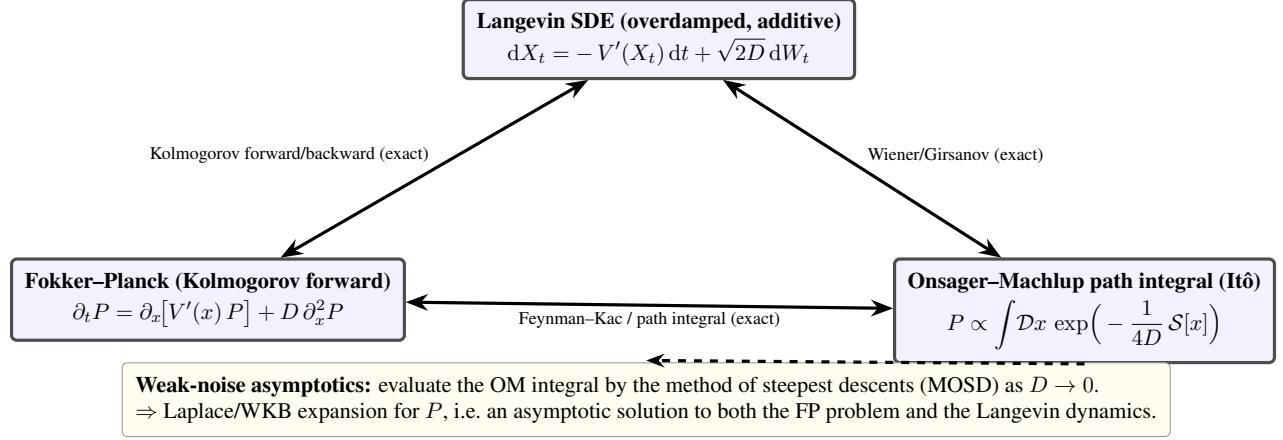 Langevin SDE (overdamped, additive)
dX_t = − V′(X_t) dt + √2D dW_t
Kolmogorov forward/backward (exact)
Wiener/Girsanov (exact)
Fokker–Planck (Kolmogorov forward)
∂_tP = ∂_x[V′(x) P] + D ∂_x^2P
Onsager–Machlup path integral (Itô)
P ∝ ∫Dx exp(− 1/4D S[x])
Feynman–Kac / path integral (exact)
Weak-noise asymptotics: evaluate the OM integral by the method of steepest descents (MOSD) as D → 0.
⇒ Laplace/WKB expansion for P, i.e. an asymptotic solution to both the FP problem and the Langevin dynamics.